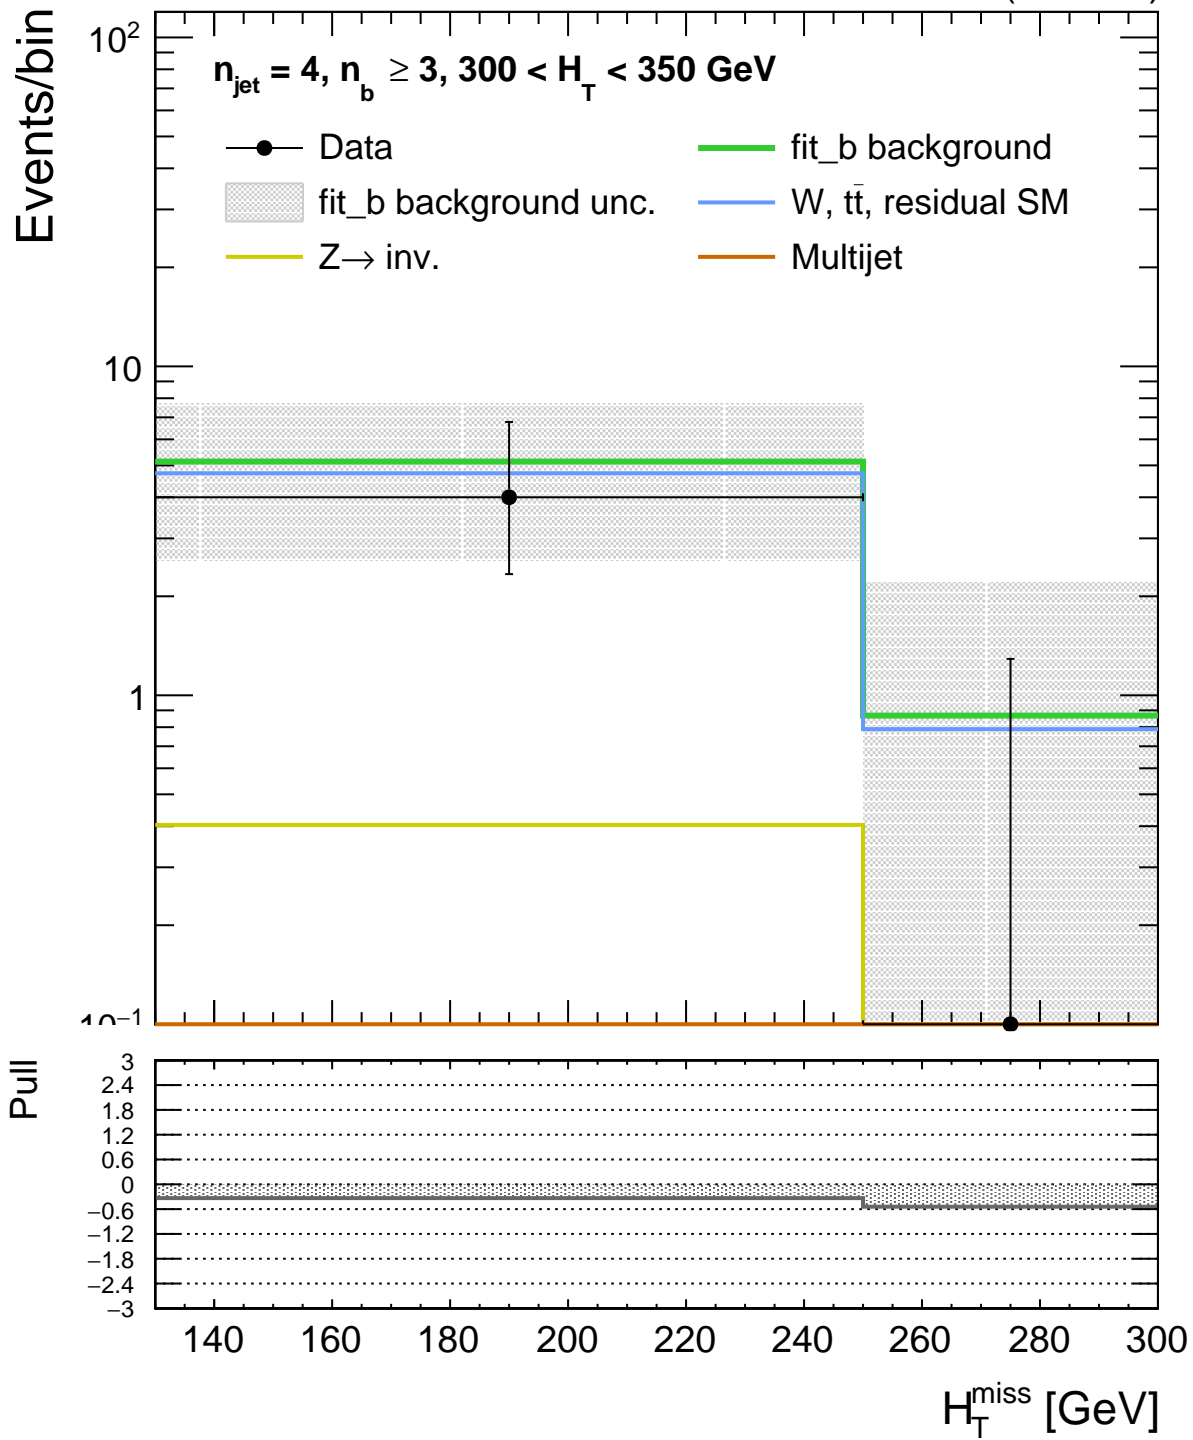 Events/bin
10²
n_jet = 4, n_b ≥ 3, 300 < H_T < 350 GeV
Data
fit_b background
fit_b background unc.
W, tt̄, residual SM
Z→ inv.
Multijet
10
1
10⁻¹
Pull
3
2.4
1.8
1.2
0.6
0
−0.6
−1.2
−1.8
−2.4
−3
140 160 180 200 220 240 260 280 300
H_T^miss [GeV]